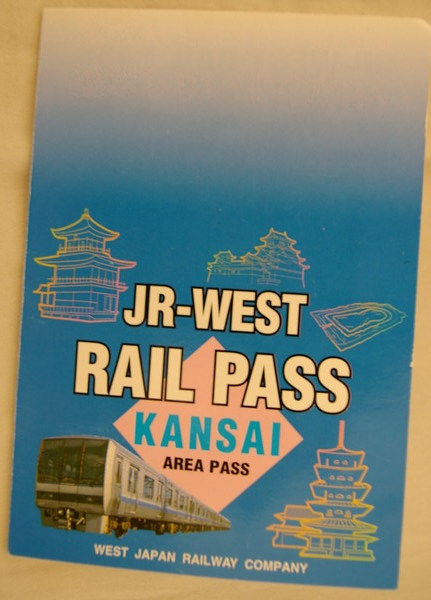 JR-WEST
RAIL PASS
KANSAI
AREA PASS
WEST JAPAN RAILWAY COMPANY